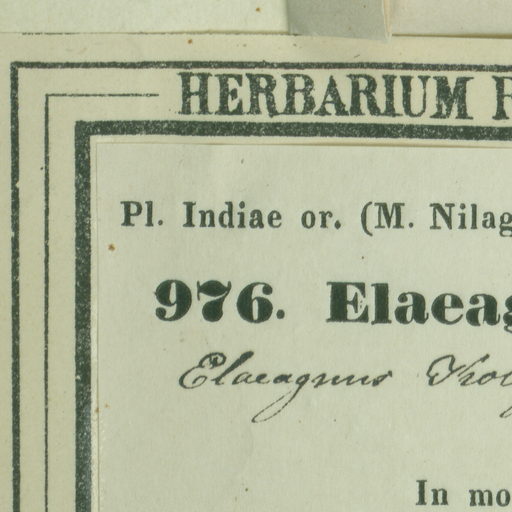 HERBARIUM
Pl. Indiae or. (M. Nilag
976. Elaeag
Elaeagnus
In mo